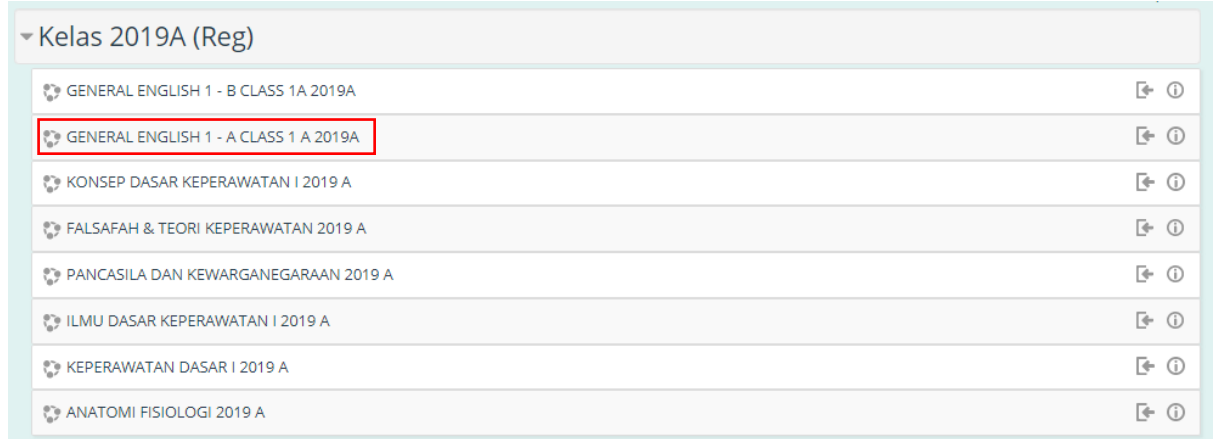 Kelas 2019A (Reg)
GENERAL ENGLISH 1 - B CLASS 1A 2019A
GENERAL ENGLISH 1 - A CLASS 1 A 2019A
KONSEP DASAR KEPERAWATAN I 2019 A
FALSAFAH & TEORI KEPERAWATAN 2019 A
PANCASILA DAN KEWARGANEGARAAN 2019 A
ILMU DASAR KEPERAWATAN I 2019 A
KEPERAWATAN DASAR I 2019 A
ANATOMI FISIOLOGI 2019 A